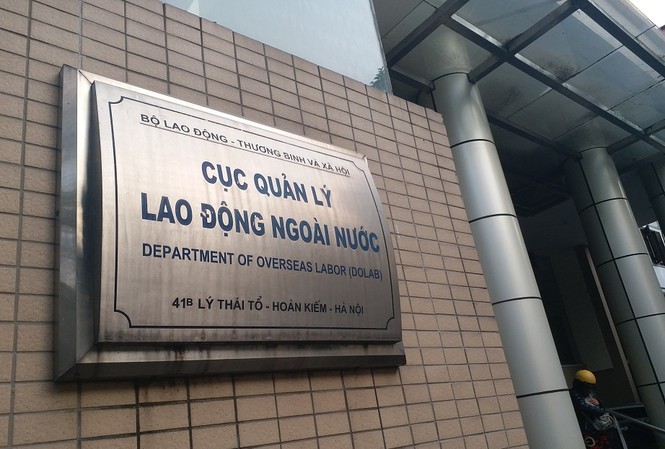 BỘ LAO ĐỘNG - THƯƠNG BINH VÀ XÃ HỘI
CỤC QUẢN LÝ
LAO ĐỘNG NGOÀI NƯỚC
DEPARTMENT OF OVERSEAS LABOR (DOLAB)
41B LÝ THÁI TỔ - HOÀN KIẾM - HÀ NỘI